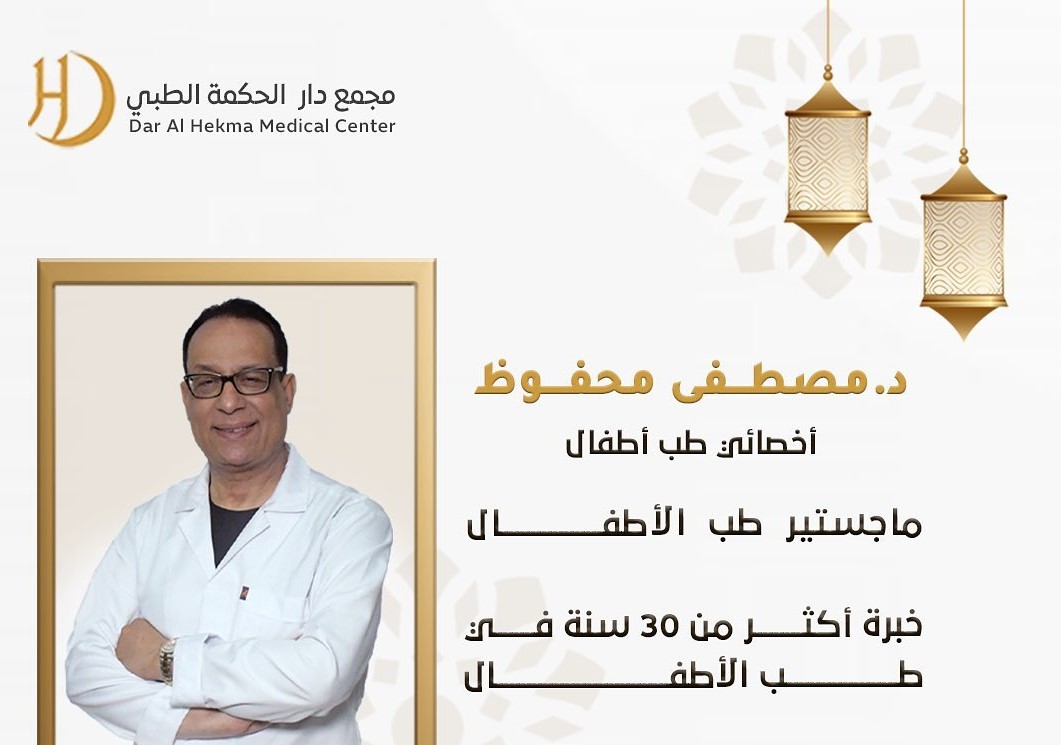 مجمع دار الحكمة الطبي
Dar Al Hekma Medical Center
د.مصطفى محفوظ
أخصائي طب أطفال
ماجستير طب الأطفال
خبرة أكثر من 30 سنة في
طب الأطفال